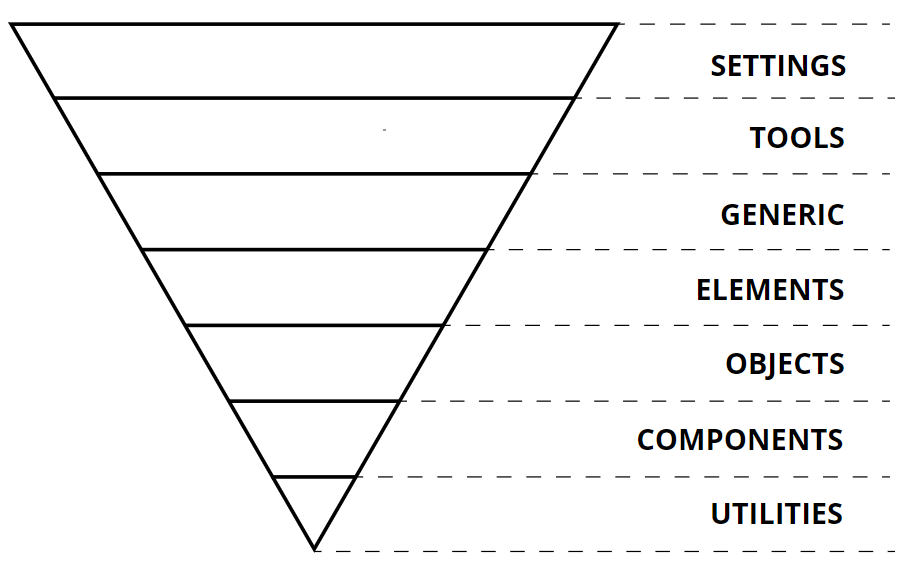 SETTINGS
TOOLS
GENERIC
ELEMENTS
OBJECTS
COMPONENTS
UTILITIES